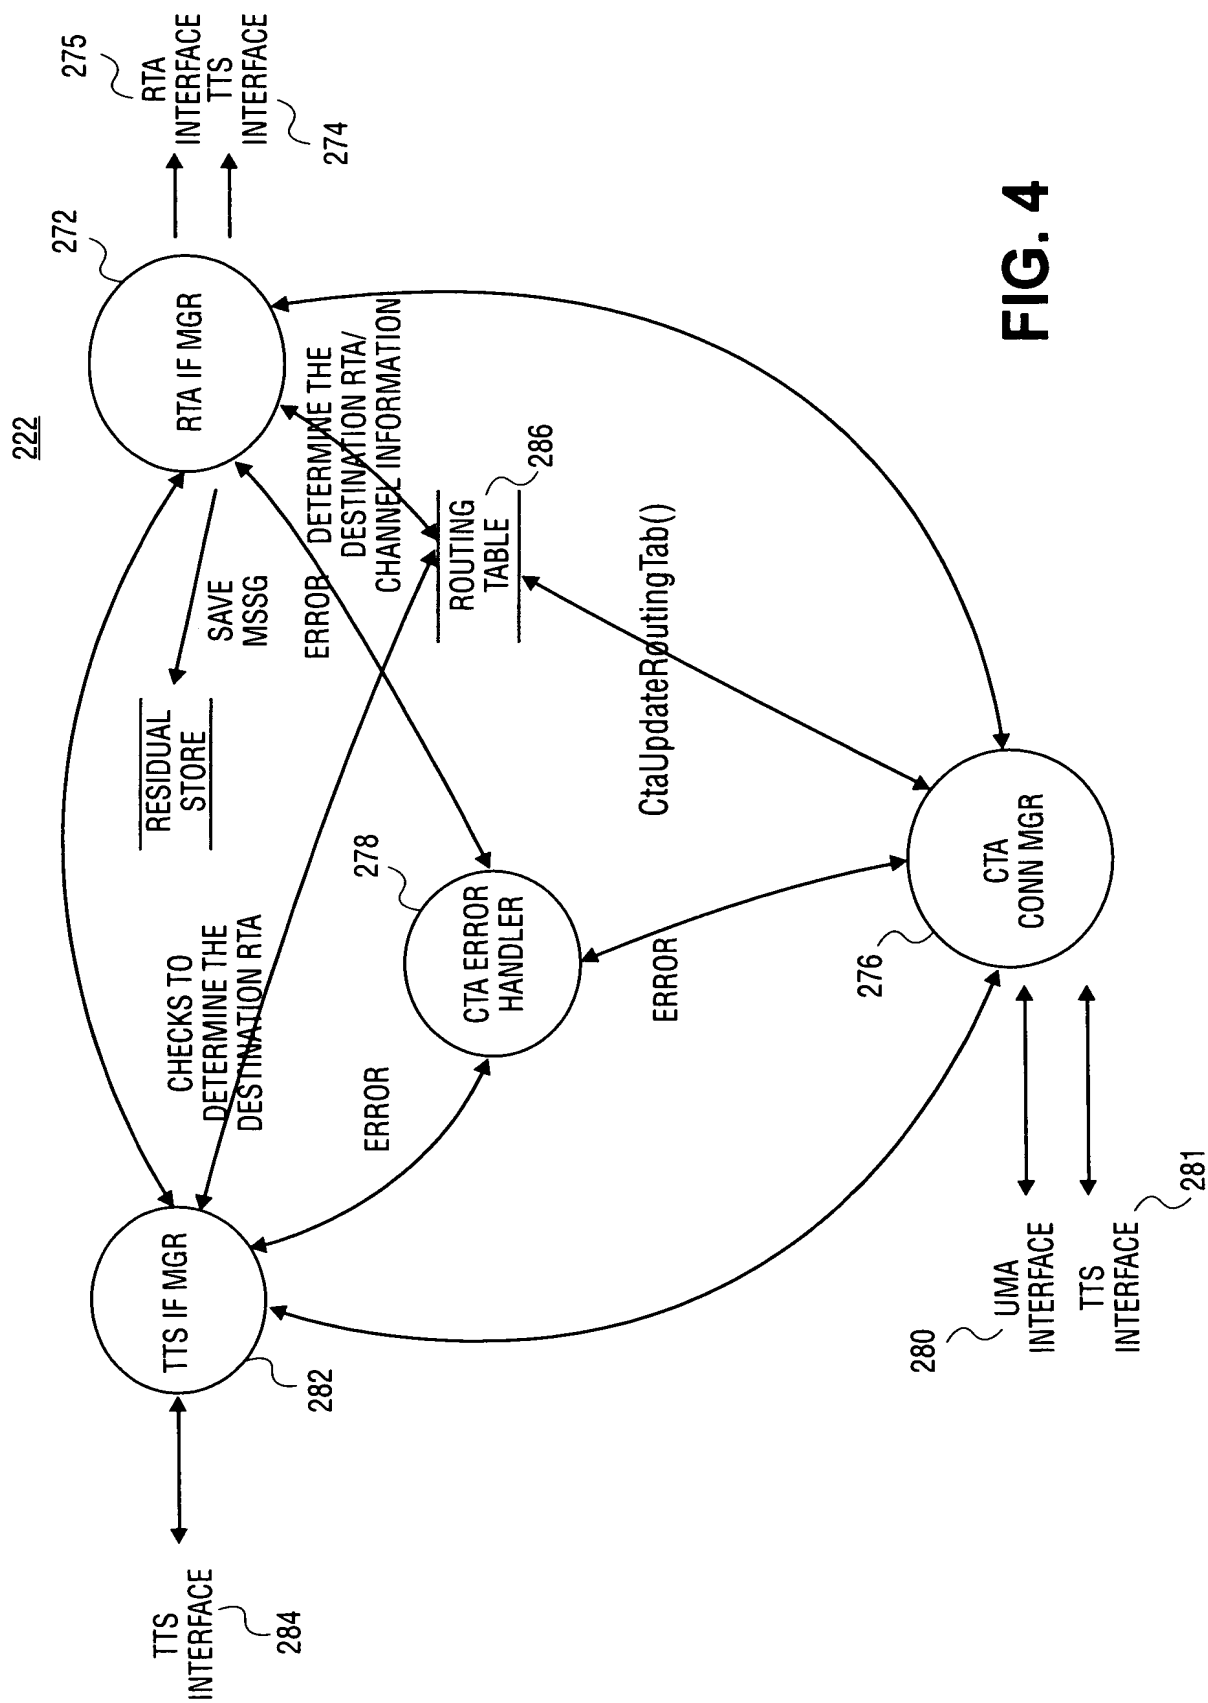 222
TTS
INTERFACE
284
TTS IF MGR
282
CHECKS TO
DETERMINE THE
DESTINATION RTA
RESIDUAL
STORE
SAVE
MSSG
RTA IF MGR
272
275
RTA
INTERFACE
TTS
INTERFACE
274
ERROR
ERROR
278
CTA ERROR
HANDLER
DETERMINE THE
DESTINATION RTA/
CHANNEL INFORMATION
ROUTING
TABLE
286
ERROR
CtaUpdateRoutingTab()
276
CTA
CONN MGR
280
UMA
INTERFACE
TTS
INTERFACE
281
FIG. 4